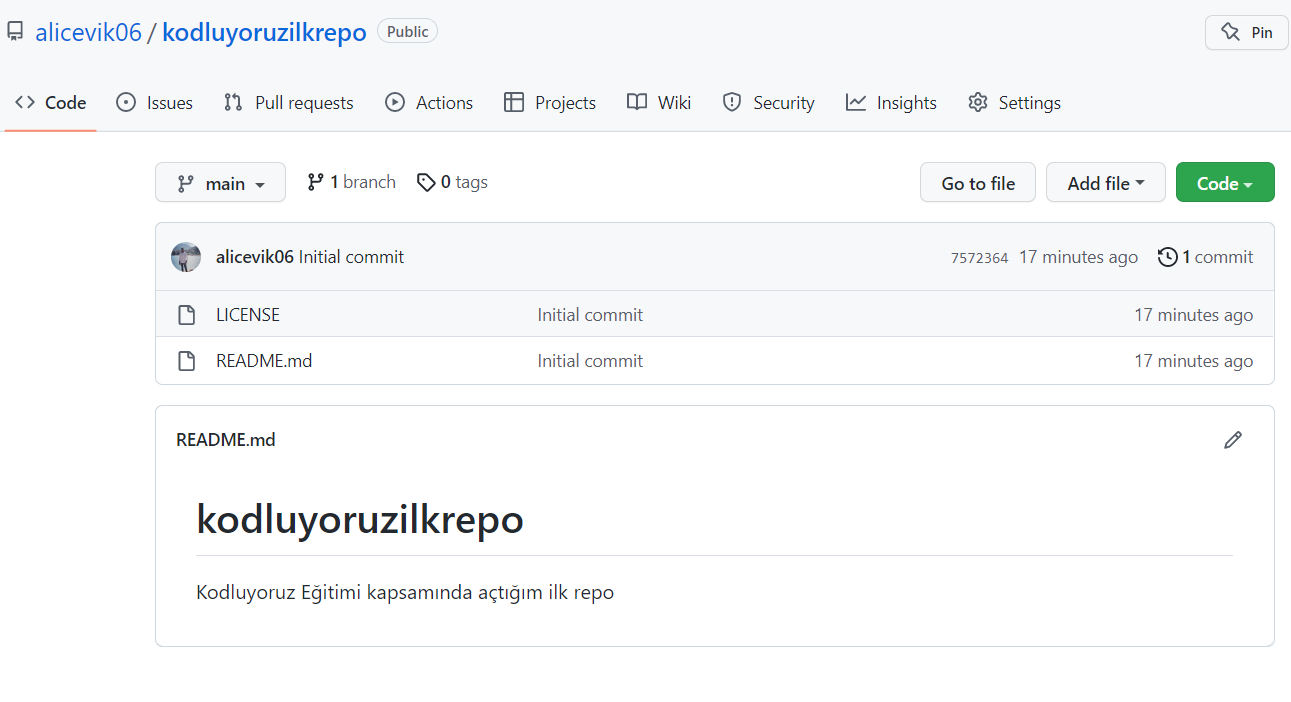 alicevik06 / kodluyoruzilkrepo Public Pin
Code Issues Pull requests Actions Projects Wiki Security Insights Settings
main 1 branch 0 tags Go to file Add file Code
alicevik06 Initial commit 7572364 17 minutes ago 1 commit
LICENSE Initial commit 17 minutes ago
README.md Initial commit 17 minutes ago
README.md
kodluyoruzilkrepo
Kodluyoruz Eğitimi kapsamında açtığım ilk repo